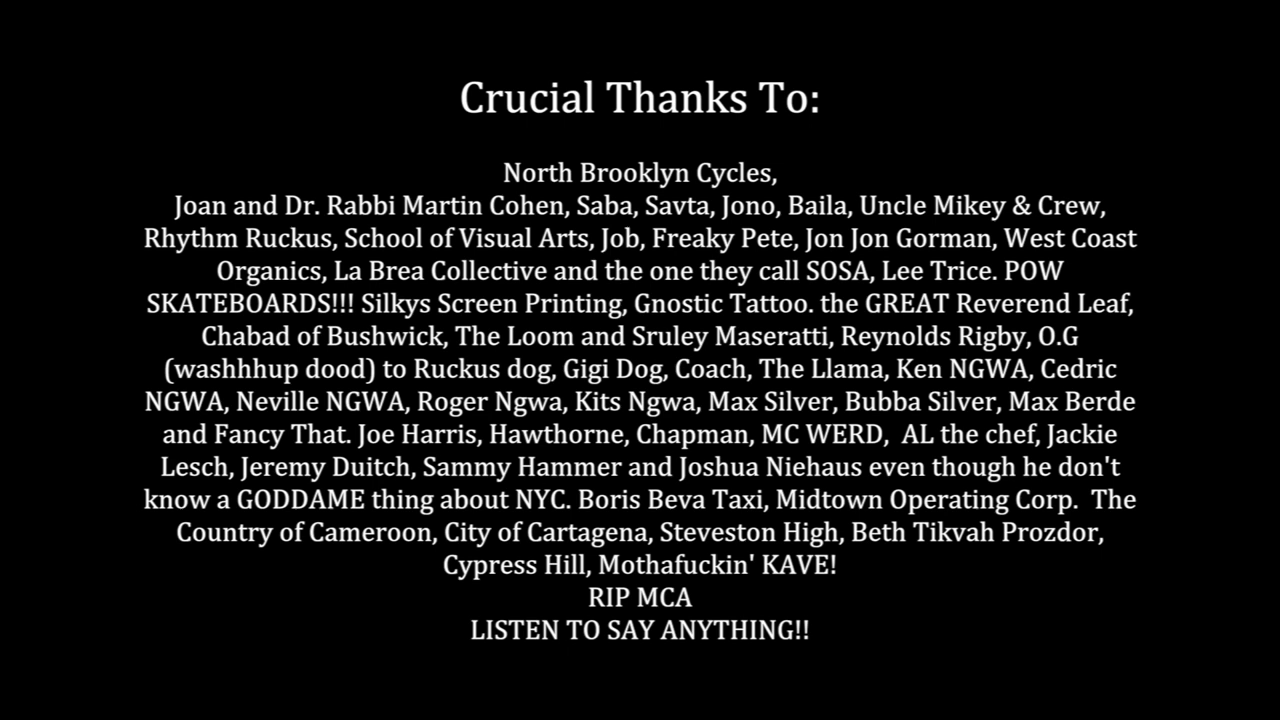 Crucial Thanks To:
North Brooklyn Cycles,
Joan and Dr. Rabbi Martin Cohen, Saba, Savta, Jono, Baila, Uncle Mikey & Crew,
Rhythm Ruckus, School of Visual Arts, Job, Freaky Pete, Jon Jon Gorman, West Coast
Organics, La Brea Collective and the one they call SOSA, Lee Trice. POW
SKATEBOARDS!!! Silkys Screen Printing, Gnostic Tattoo. the GREAT Reverend Leaf,
Chabad of Bushwick, The Loom and Sruley Maseratti, Reynolds Rigby, O.G
(washhhup dood) to Ruckus dog, Gigi Dog, Coach, The Llama, Ken NGWA, Cedric
NGWA, Neville NGWA, Roger Ngwa, Kits Ngwa, Max Silver, Bubba Silver, Max Berde
and Fancy That. Joe Harris, Hawthorne, Chapman, MC WERD,  AL the chef, Jackie
Lesch, Jeremy Duitch, Sammy Hammer and Joshua Niehaus even though he don't
know a GODDAME thing about NYC. Boris Beva Taxi, Midtown Operating Corp.  The
Country of Cameroon, City of Cartagena, Steveston High, Beth Tikvah Prozdor,
Cypress Hill, Mothafuckin' KAVE!
RIP MCA
LISTEN TO SAY ANYTHING!!